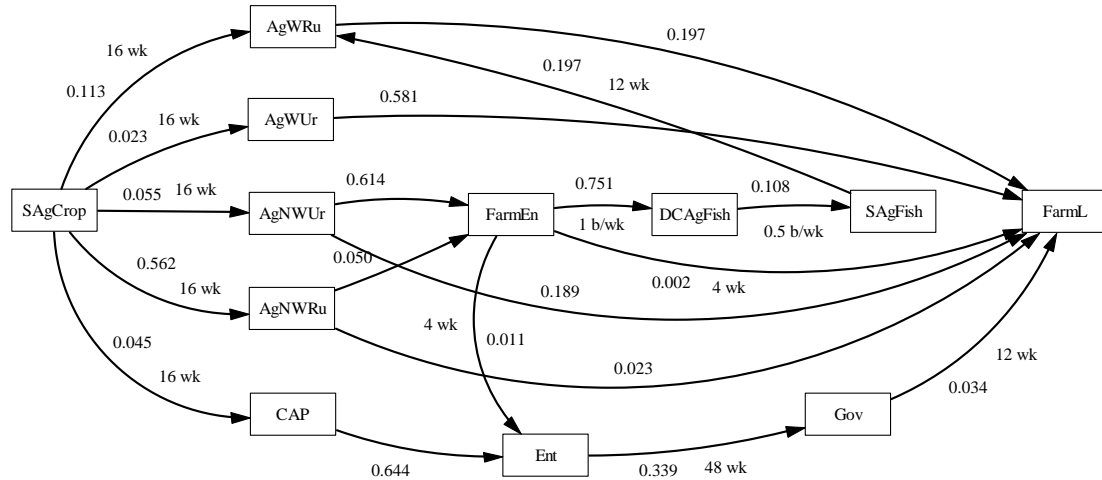 AgWRu
0.197
16 wk
0.197
12 wk
0.113
AgWUr
0.581
16 wk
0.023
SAgCrop
0.055
16 wk
AgNWUr
0.614
FarmEn
0.751
1 b/wk
DCAgFish
0.108
0.5 b/wk
SAgFish
FarmL
0.050
0.562
16 wk
AgNWRu
0.189
0.002
4 wk
4 wk
0.011
0.045
16 wk
0.023
12 wk
0.034
CAP
Gov
0.644
Ent
0.339
48 wk